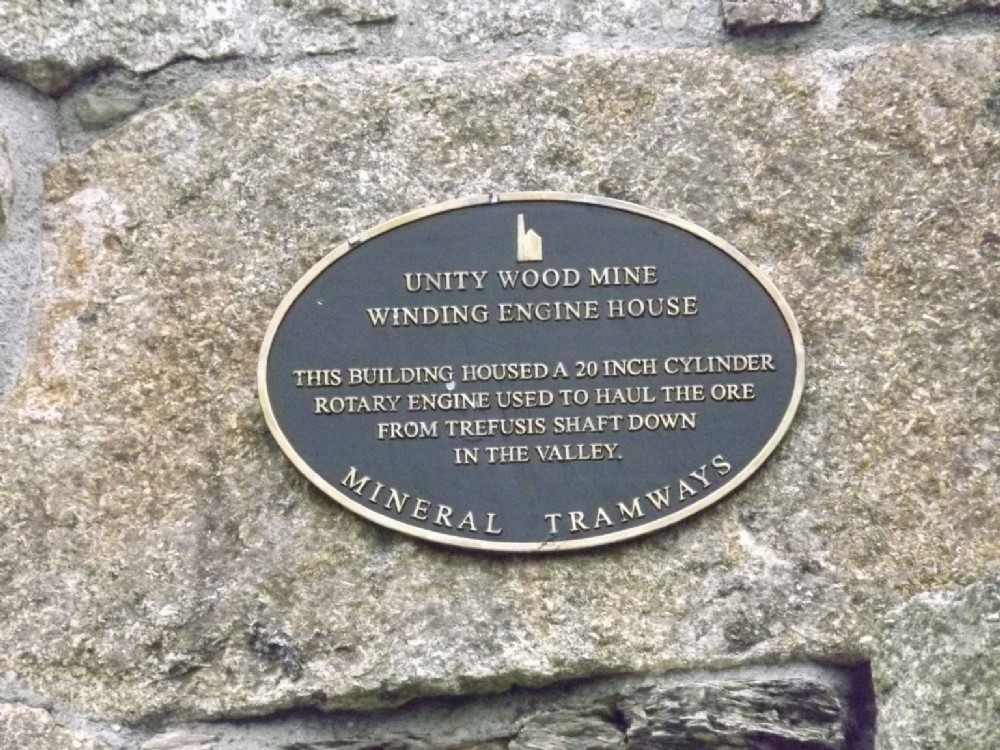 UNITY WOOD MINE
WINDING ENGINE HOUSE
THIS BUILDING HOUSED A 20 INCH CYLINDER
ROTARY ENGINE USED TO HAUL THE ORE
FROM TREFUSIS SHAFT DOWN
IN THE VALLEY.
MINERAL TRAMWAYS